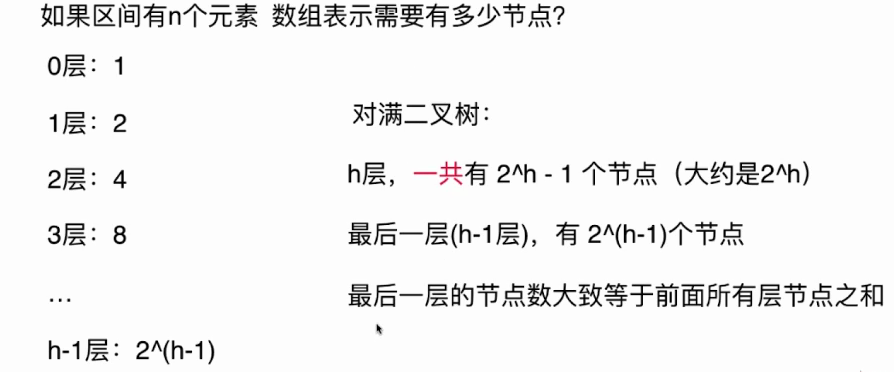 如果区间有n个元素 数组表示需要有多少节点?
0层：1
1层：2
2层：4
3层：8
...
h-1层：2^(h-1)
对满二叉树：
h层，一共有 2^h - 1 个节点（大约是2^h）
最后一层(h-1层)，有 2^(h-1)个节点
最后一层的节点数大致等于前面所有层节点之和